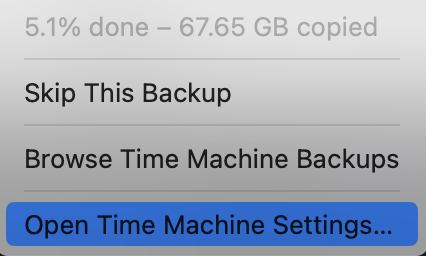 5.1% done – 67.65 GB copied
Skip This Backup
Browse Time Machine Backups
Open Time Machine Settings...